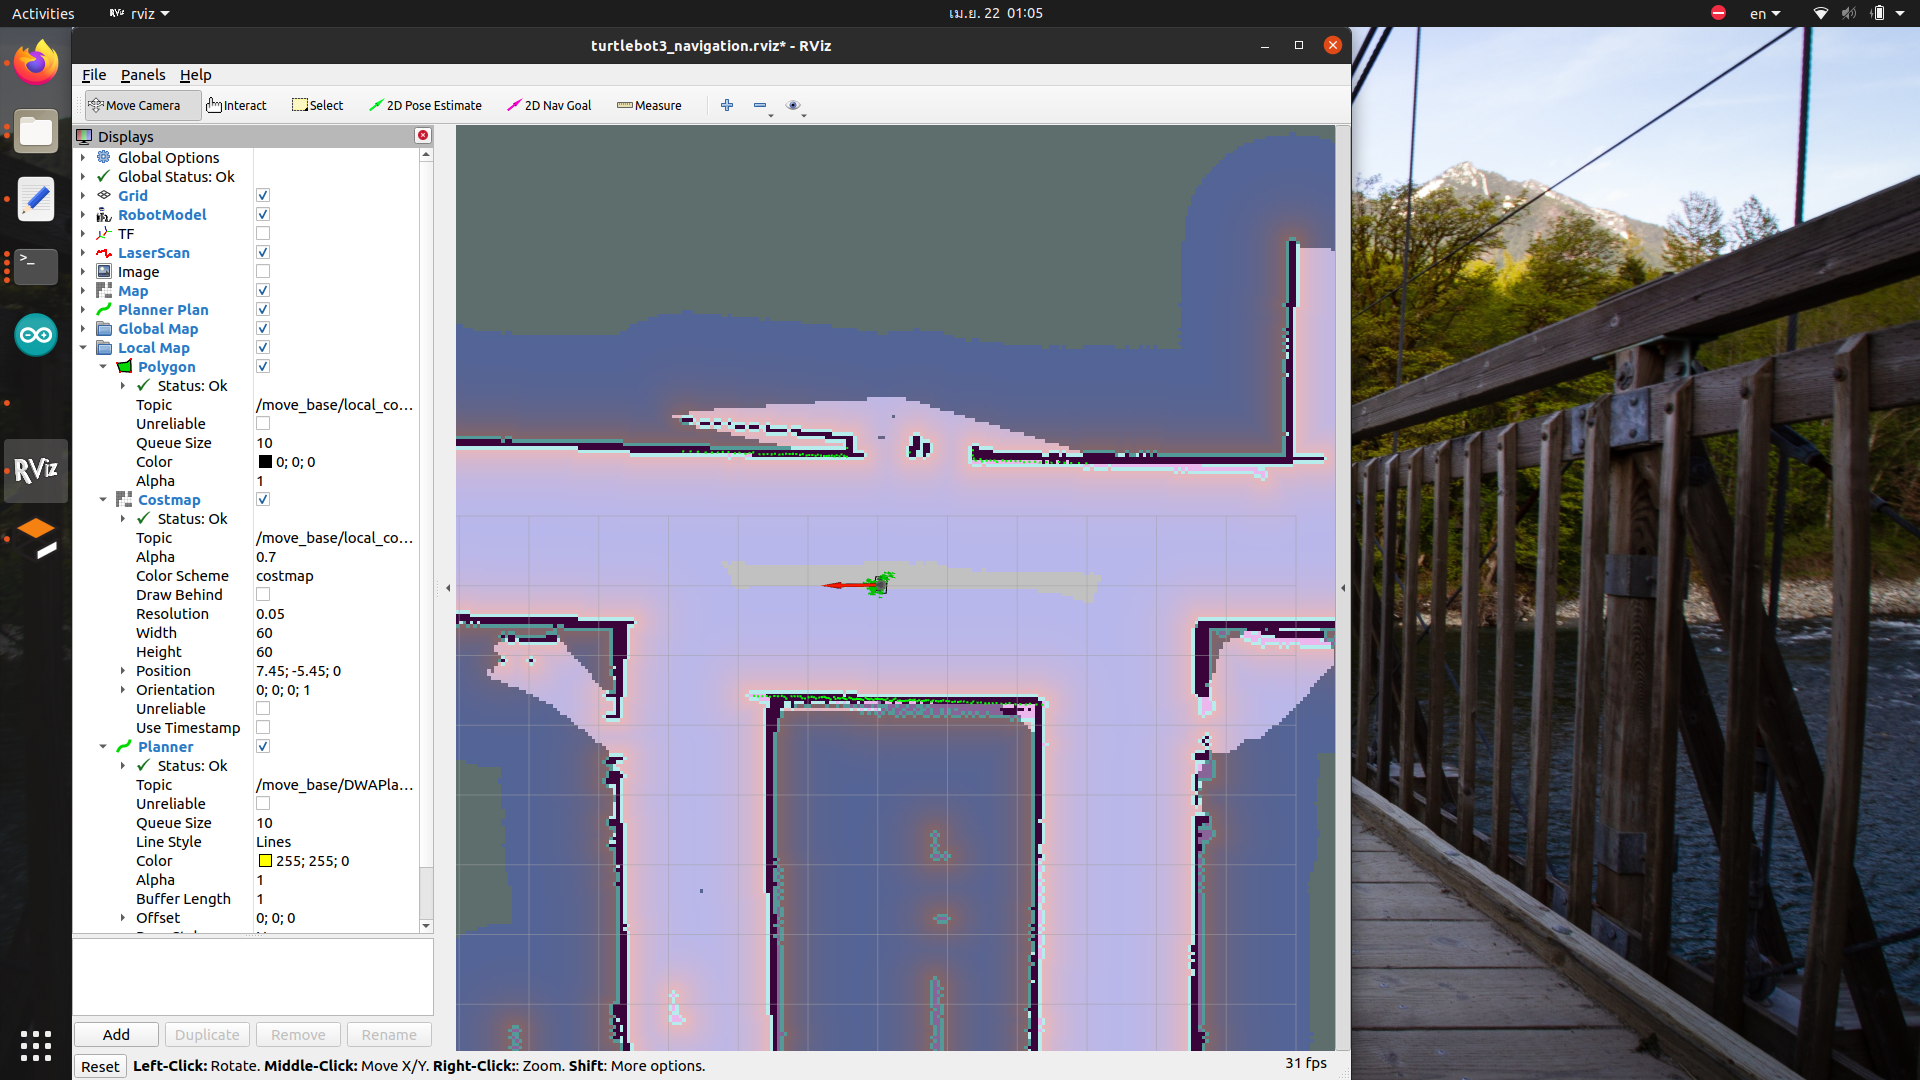 Activities
rviz
เม.ย. 22 01:05
en
turtlebot3_navigation.rviz* - RViz
File Panels Help
Move Camera Interact Select 2D Pose Estimate 2D Nav Goal Measure
Displays
Global Options
Global Status: Ok
Grid
RobotModel
TF
LaserScan
Image
Map
Planner Plan
Global Map
Local Map
Polygon
Status: Ok
Topic /move_base/local_co...
Unreliable
Queue Size 10
Color 0; 0; 0
Alpha 1
Costmap
Status: Ok
Topic /move_base/local_co...
Alpha 0.7
Color Scheme costmap
Draw Behind
Resolution 0.05
Width 60
Height 60
Position 7.45; -5.45; 0
Orientation 0; 0; 0; 1
Unreliable
Use Timestamp
Planner
Status: Ok
Topic /move_base/DWAPla...
Unreliable
Queue Size 10
Line Style Lines
Color 255; 255; 0
Alpha 1
Buffer Length 1
Offset 0; 0; 0
Add Duplicate Remove Rename
Reset Left-Click: Rotate. Middle-Click: Move X/Y. Right-Click:: Zoom. Shift: More options.
31 fps
RViz